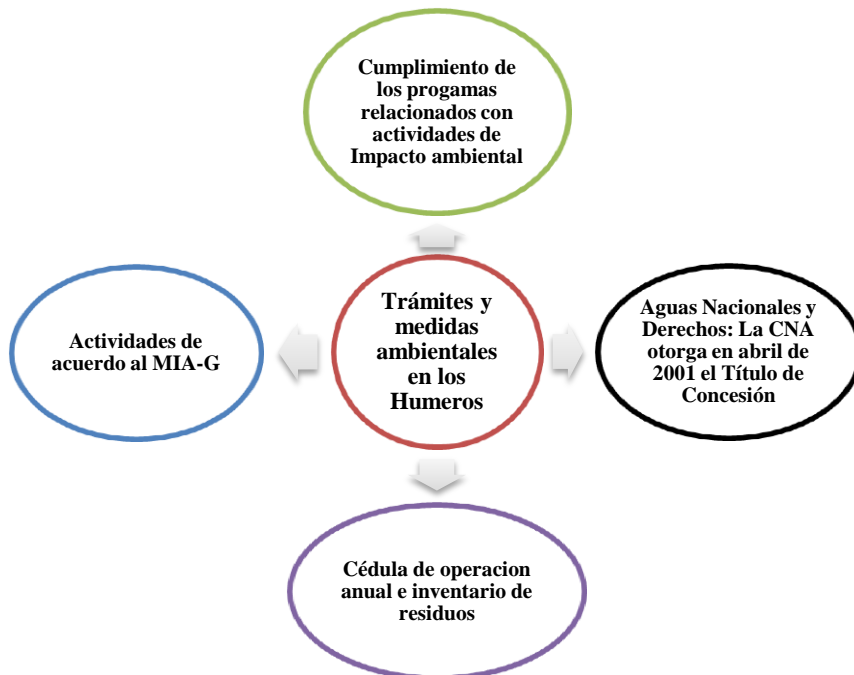 Cumplimiento de
los progamas
relacionados con
actividades de
Impacto ambiental
Actividades de
acuerdo al MIA-G
Trámites y
medidas
ambientales
en los
Humeros
Aguas Nacionales y
Derechos: La CNA
otorga en abril de
2001 el Título de
Concesión
Cédula de operacion
anual e inventario de
residuos